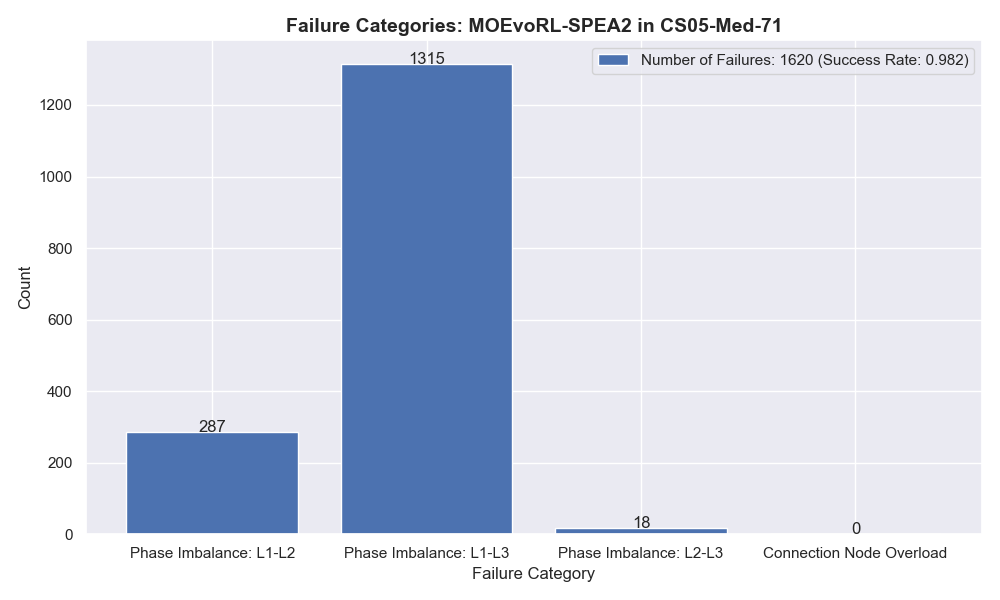 Failure Categories: MOEvoRL-SPEA2 in CS05-Med-71
Number of Failures: 1620 (Success Rate: 0.982)
Count
1200
1000
800
600
400
200
0
287
1315
18
0
Phase Imbalance: L1-L2
Phase Imbalance: L1-L3
Phase Imbalance: L2-L3
Connection Node Overload
Failure Category